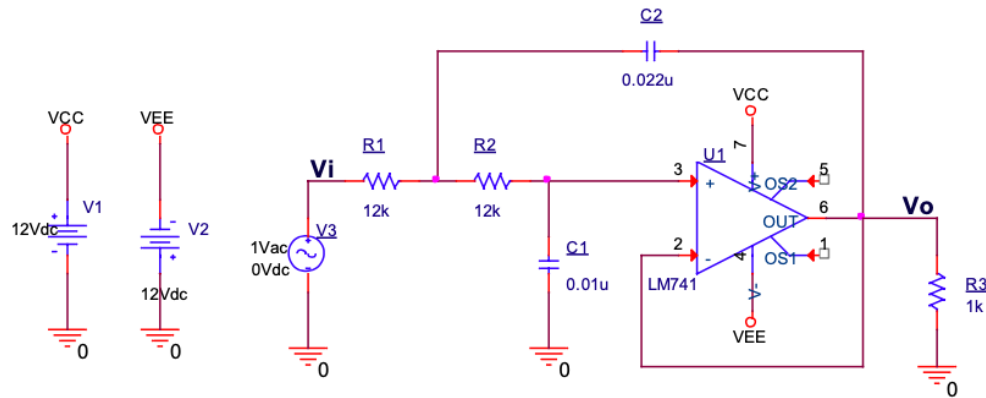 C2
0.022u
VCC
VEE
VCC
R1
R2
U1
7
5
Vi
3
+
V+
OS2
6
Vo
V1
12Vdc
V2
12k
12k
OUT
V3
1Vac
0Vdc
C1
0.01u
2
-
LM741
4
OS1
1
R3
1k
12Vdc
V-
VEE
0
0
0
0
0